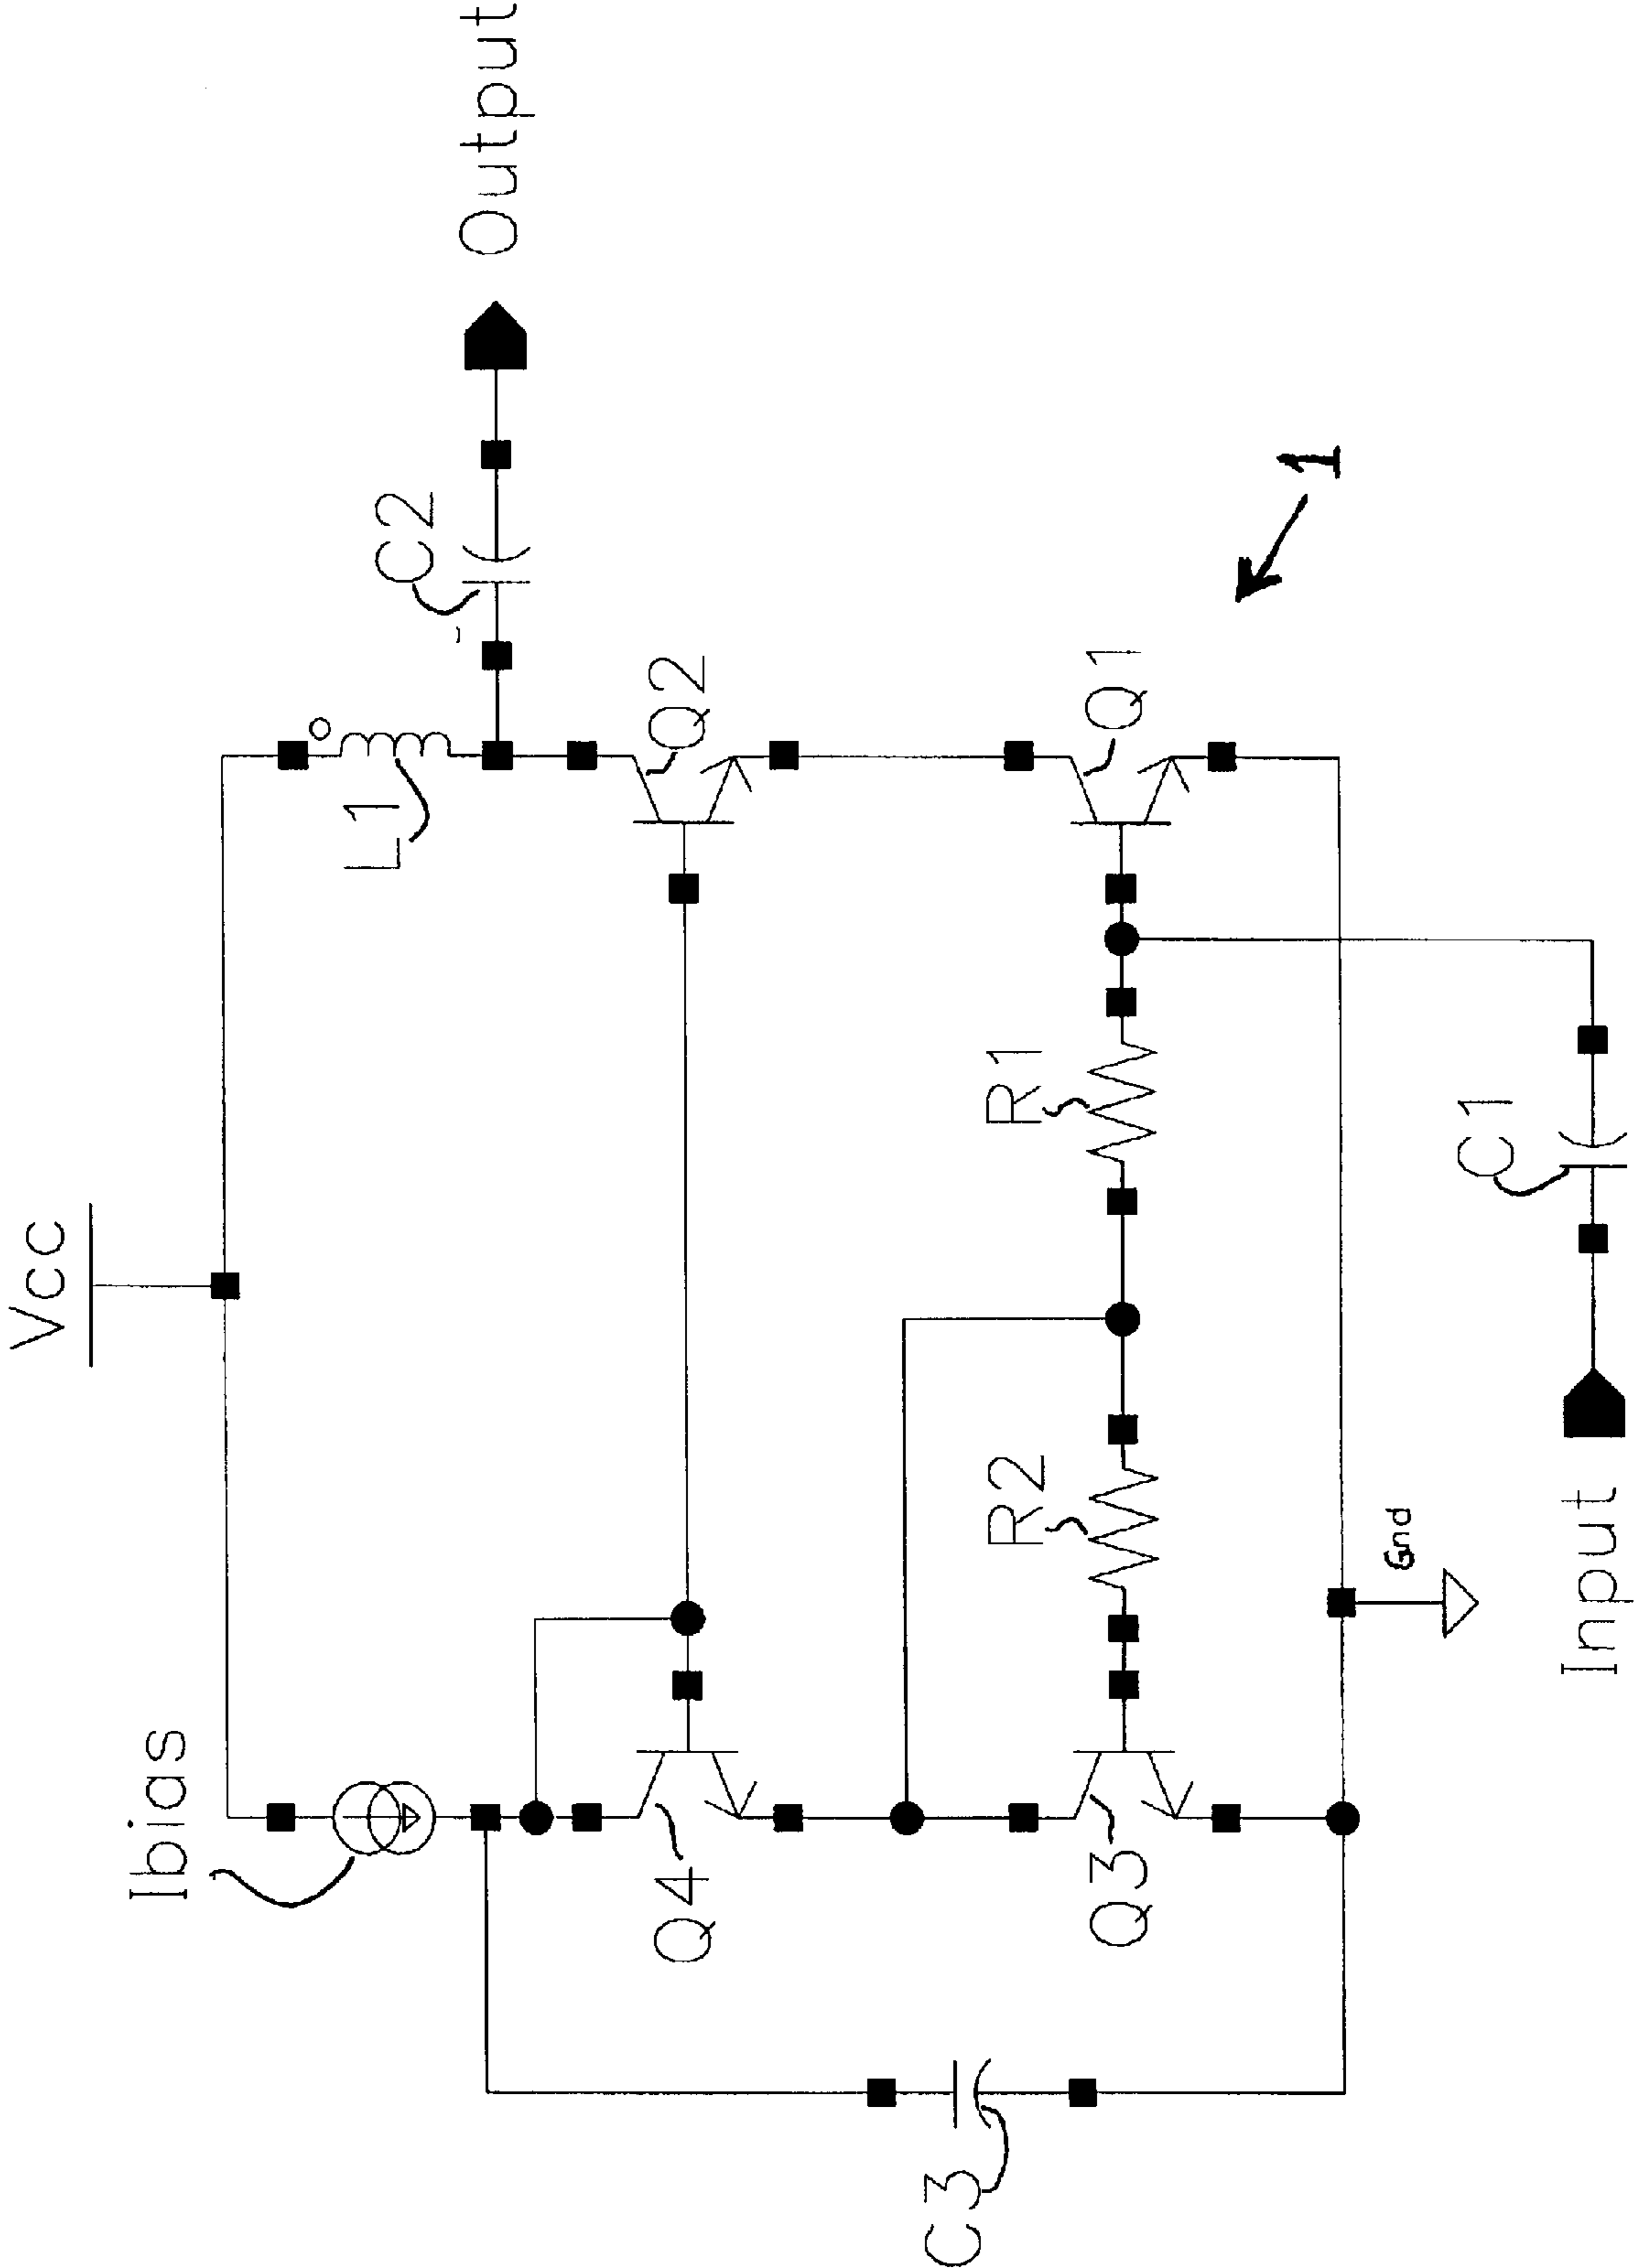 Vcc
Ibias
Output
C2
L1
Q2
Q4
1
Q1
R1
R2
Q3
C3
Gnd
C1
Input